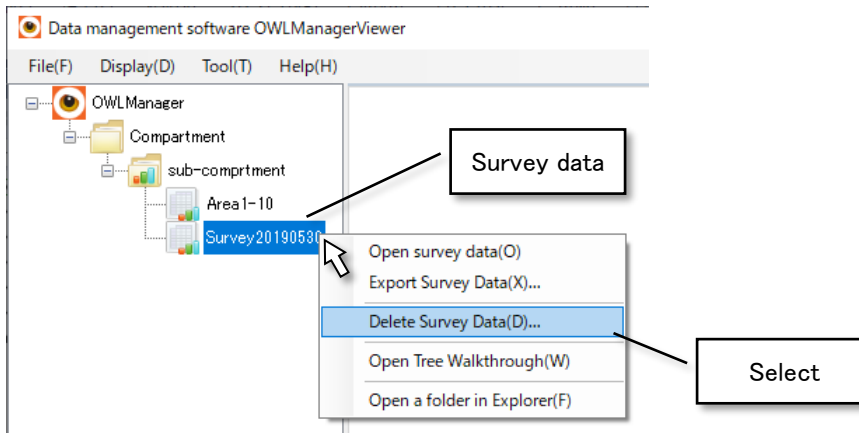 Data management software OWLManagerViewer
File(F) Display(D) Tool(T) Help(H)
OWLManager
Compartment
sub-comprtment
Area1-10
Survey20190530
Survey data
Open survey data(O)
Export Survey Data(X)...
Delete Survey Data(D)...
Open Tree Walkthrough(W)
Open a folder in Explorer(F)
Select